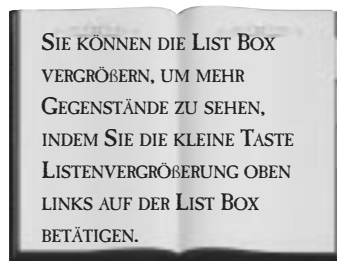 Sie können die List Box
vergrößern, um mehr
Gegenstände zu sehen,
indem Sie die kleine Taste
Listenvergrößerung oben
links auf der List Box
betätigen.